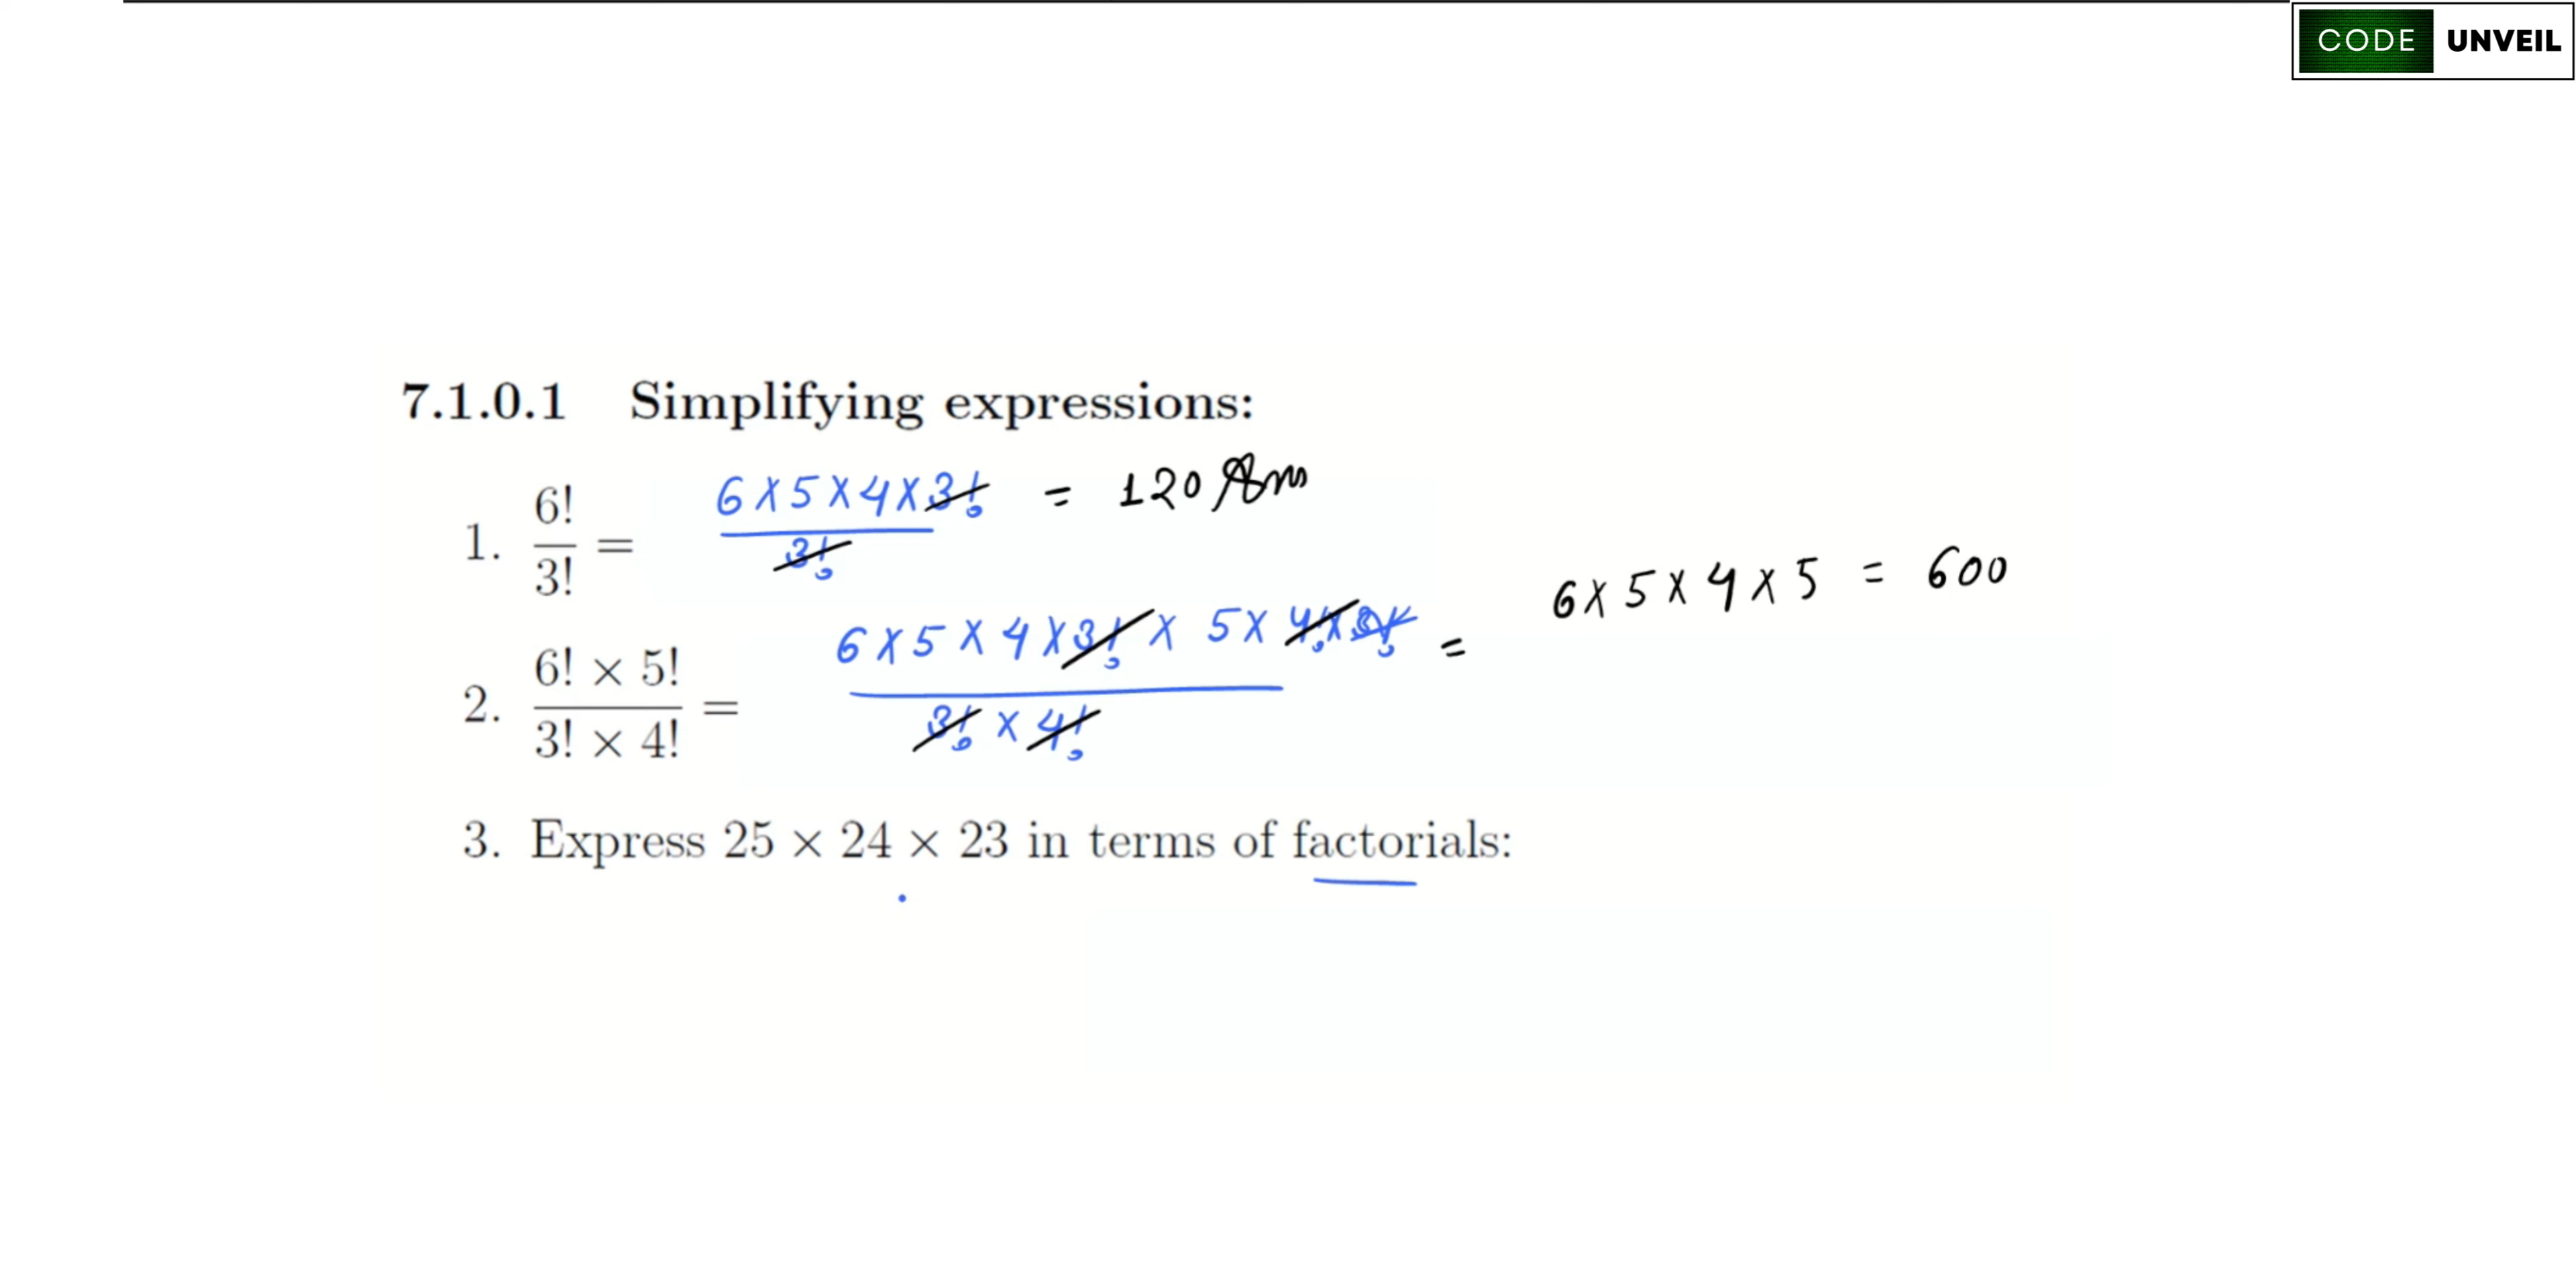 CODE UNVEIL
7.1.0.1 Simplifying expressions:
1. 6!/3! = 6 × 5 × 4 × 3!/3! = 120 Ans
2. 6! × 5!/3! × 4! = 6 × 5 × 4 × 3! × 5 × 4!/3! × 4! = 6 × 5 × 4 × 5 = 600
3. Express 25 × 24 × 23 in terms of factorials: